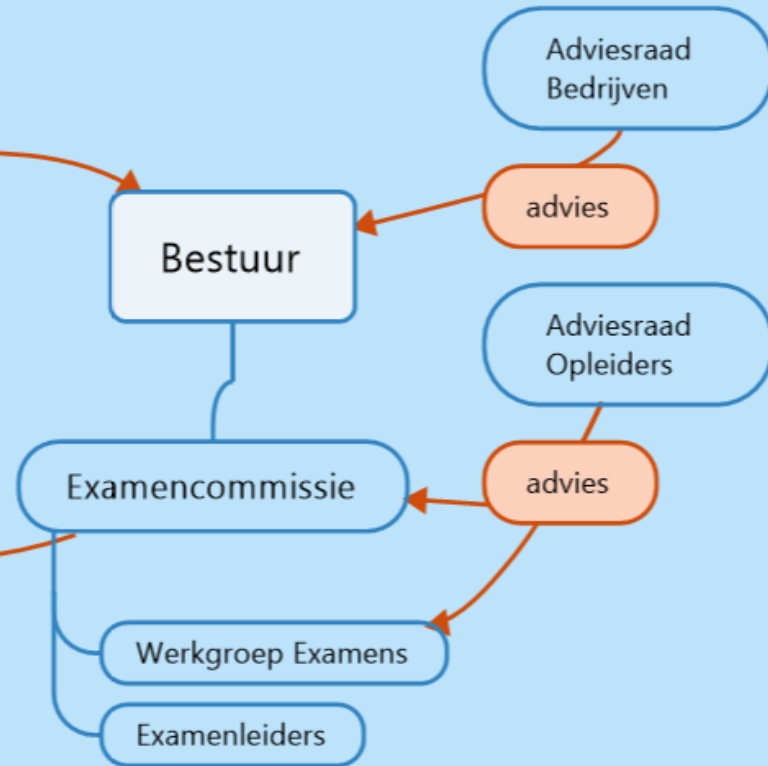 Adviesraad
Bedrijven
advies
Bestuur
Adviesraad
Opleiders
advies
Examencommissie
Werkgroep Examens
Examenleiders